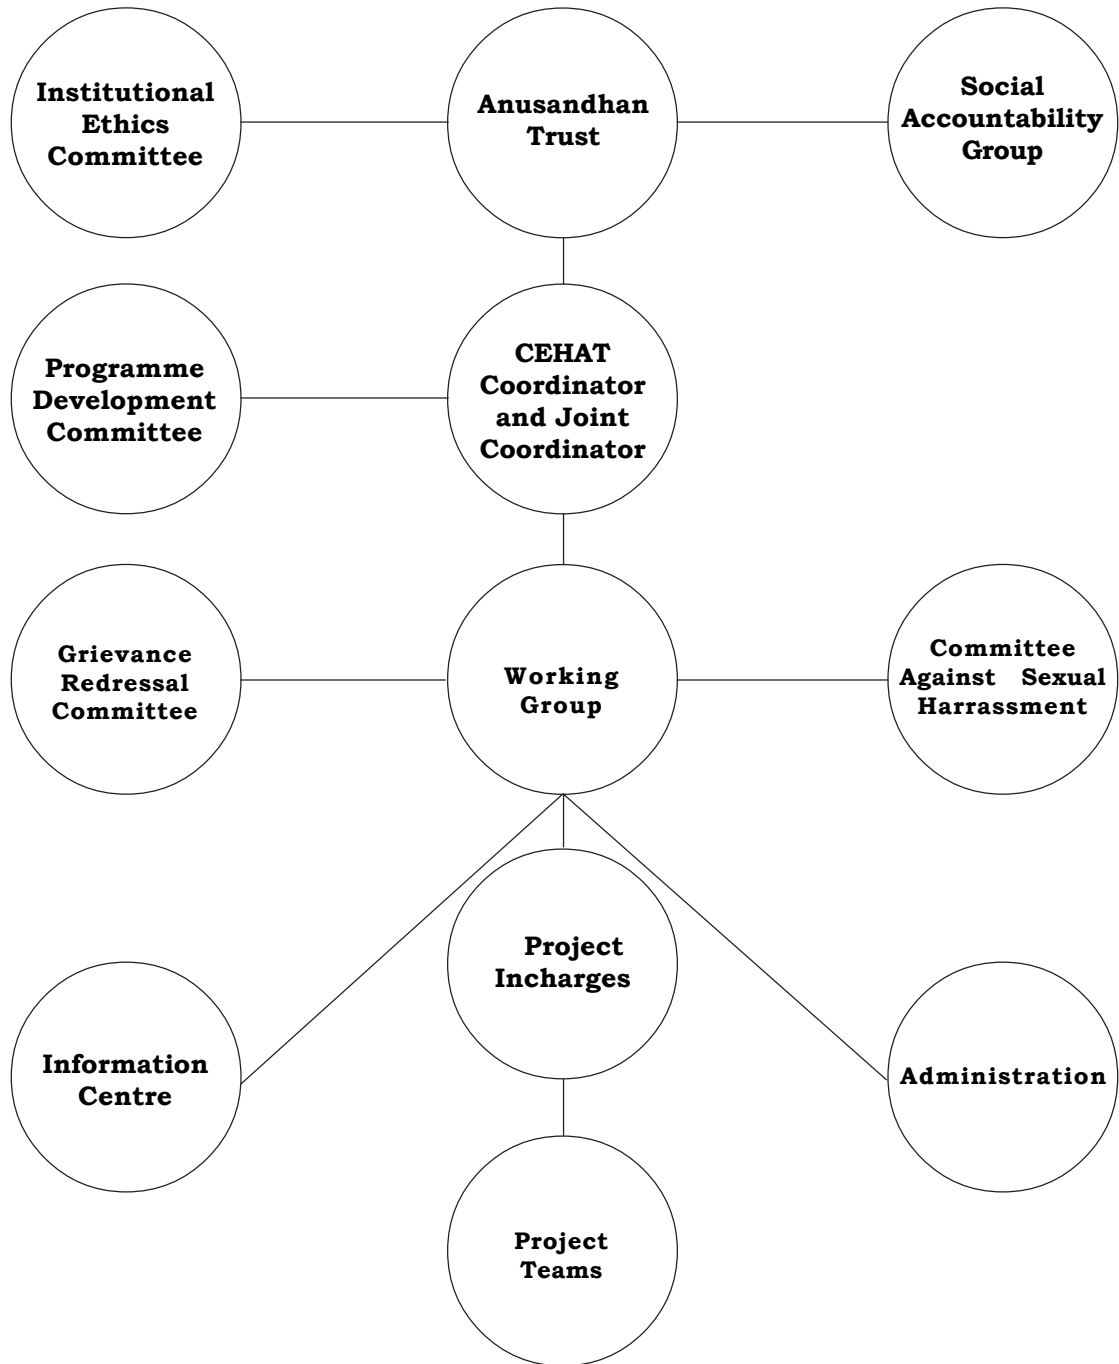 Institutional
Ethics
Committee
Anusandhan
Trust
Social
Accountability
Group
Programme
Development
Committee
CEHAT
Coordinator
and Joint
Coordinator
Grievance
Redressal
Committee
Working
Group
Committee
Against Sexual
Harrassment
Project
Incharges
Information
Centre
Administration
Project
Teams